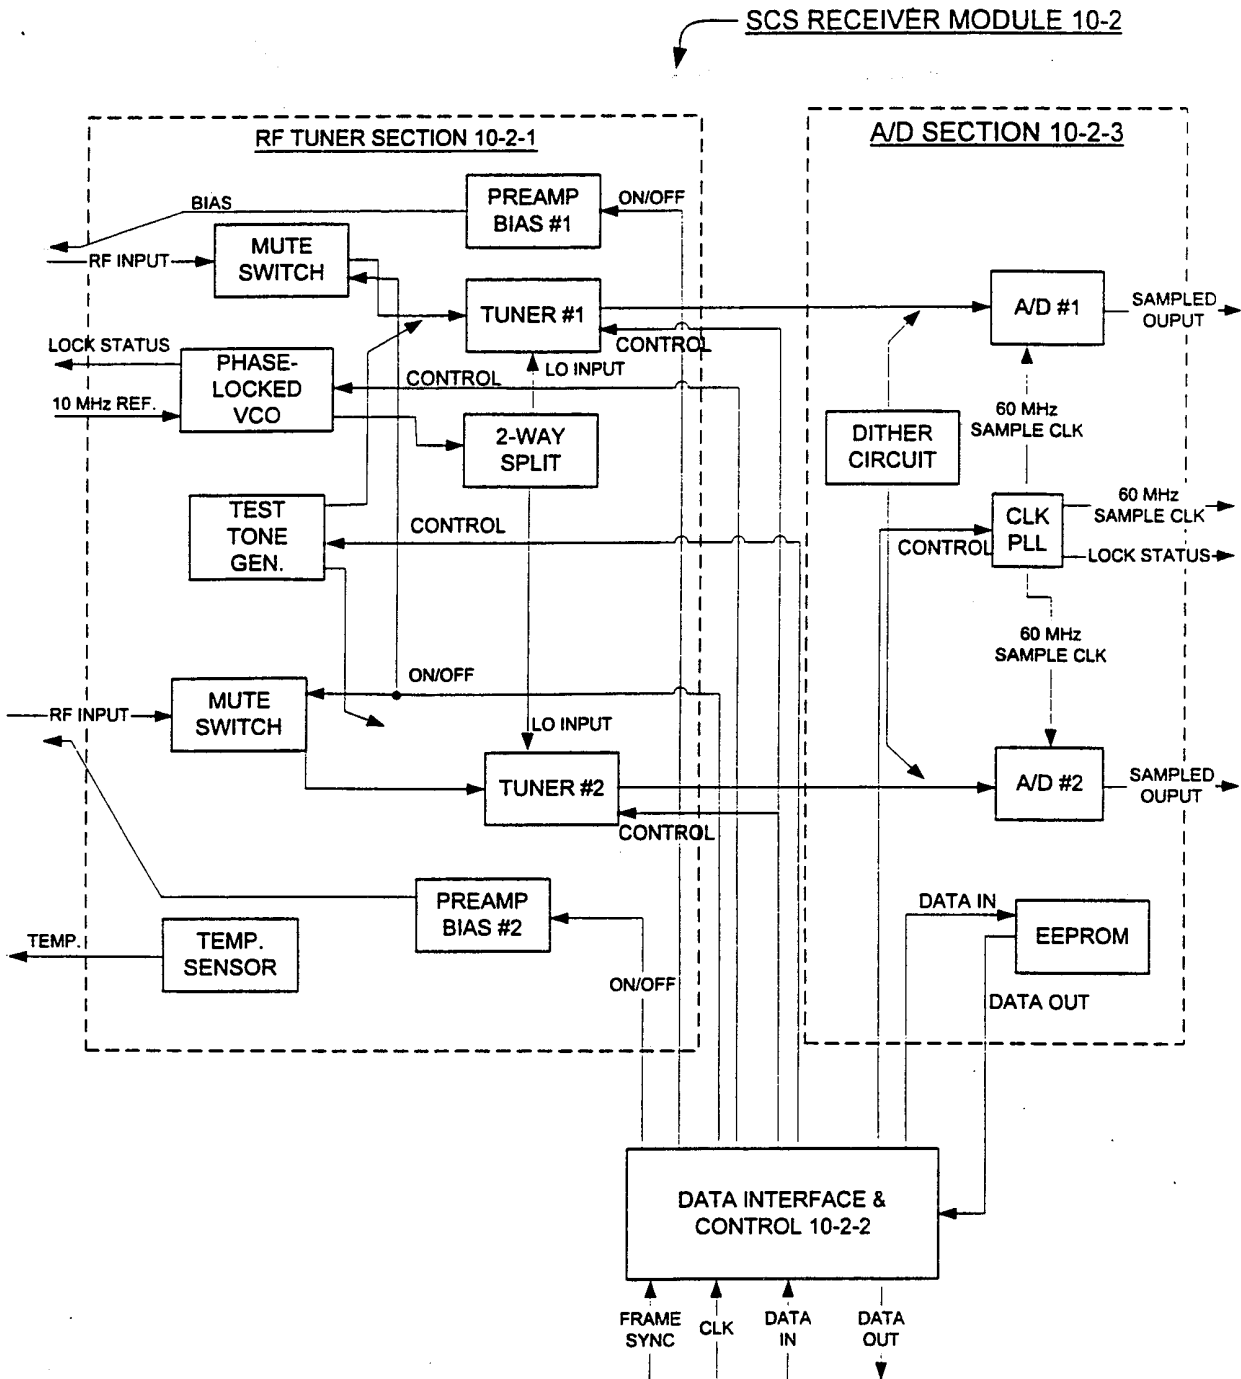 SCS RECEIVER MODULE 10-2
RF TUNER SECTION 10-2-1
A/D SECTION 10-2-3
PREAMP
BIAS #1
ON/OFF
BIAS
RF INPUT
MUTE
SWITCH
TUNER #1
CONTROL
LO INPUT
A/D #1
SAMPLED
OUPUT
LOCK STATUS
10 MHz REF.
PHASE-
LOCKED
VCO
CONTROL
2-WAY
SPLIT
60 MHz
SAMPLE CLK
DITHER
CIRCUIT
TEST
TONE
GEN.
CONTROL
CONTROL
CLK
PLL
60 MHz
SAMPLE CLK
LOCK STATUS
60 MHz
SAMPLE CLK
ON/OFF
RF INPUT
MUTE
SWITCH
LO INPUT
TUNER #2
CONTROL
A/D #2
SAMPLED
OUPUT
PREAMP
BIAS #2
ON/OFF
TEMP.
TEMP.
SENSOR
DATA IN
EEPROM
DATA OUT
DATA INTERFACE &
CONTROL 10-2-2
FRAME
SYNC
CLK
DATA
IN
DATA
OUT